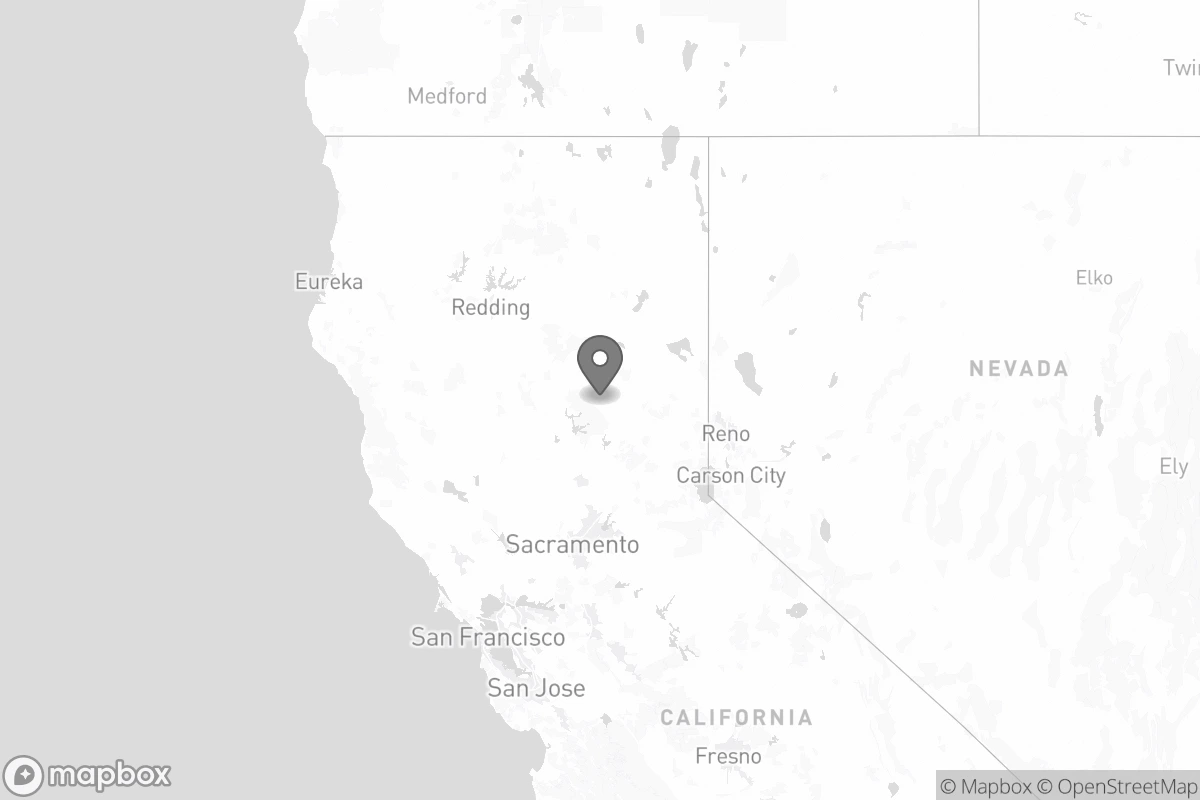 Medford
Twi
Eureka
Redding
Elko
NEVADA
Reno
Carson City
Ely
Sacramento
San Francisco
San Jose
CALIFORNIA
Fresno
mapbox
© Mapbox © OpenStreetMap